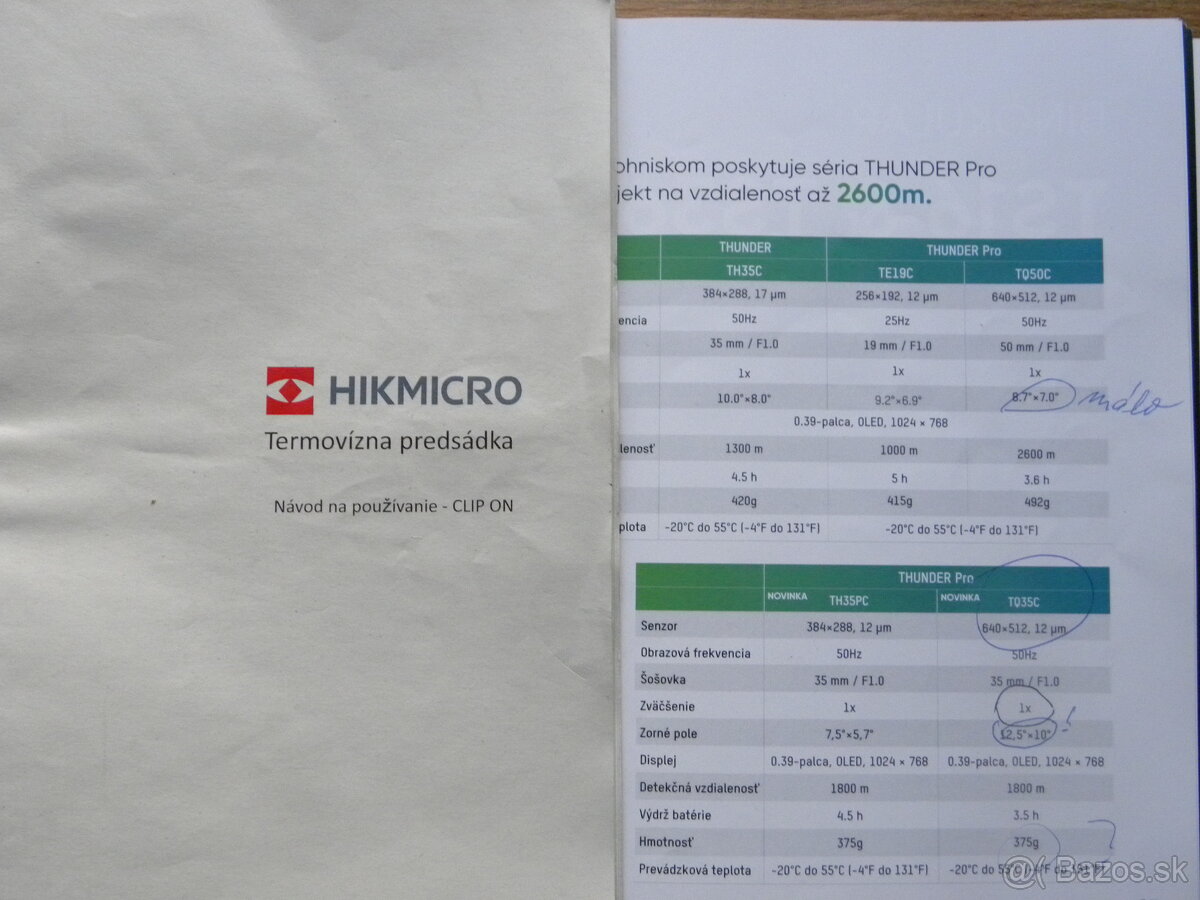 HIKMICRO
Termovízna predsádka
Návod na používanie - CLIP ON
ohniskom poskytuje séria THUNDER Pro
jekt na vzdialenosť až 2600m.
THUNDER THUNDER Pro
TH35C TE19C TQ50C
384×288, 17 µm 256×192, 12 µm 640×512, 12 µm
encia 50Hz 25Hz 50Hz
35 mm / F1.0 19 mm / F1.0 50 mm / F1.0
1x 1x 1x
10.0°×8.0° 9.2°×6.9° 8.7°×7.0° málo
0.39-palca, OLED, 1024 × 768
lenosť 1300 m 1000 m 2600 m
4.5 h 5 h 3.6 h
420g 415g 492g
plota -20°C do 55°C (-4°F do 131°F) -20°C do 55°C (-4°F do 131°F)
THUNDER Pro
NOVINKA TH35PC NOVINKA TQ35C
Senzor 384×288, 12 µm 640×512, 12 µm
Obrazová frekvencia 50Hz 50Hz
Šošovka 35 mm / F1.0 35 mm / F1.0
Zväčšenie 1x 1x
Zorné pole 7,5°×5,7° 12,5°×10° !
Displej 0.39-palca, OLED, 1024 × 768 0.39-palca, OLED, 1024 × 768
Detekčná vzdialenosť 1800 m 1800 m
Výdrž batérie 4.5 h 3.5 h
Hmotnosť 375g 375g ?
Prevádzková teplota -20°C do 55°C (-4°F do 131°F) -20°C do 55°C (-4°F do 131°F)
Bazos.sk